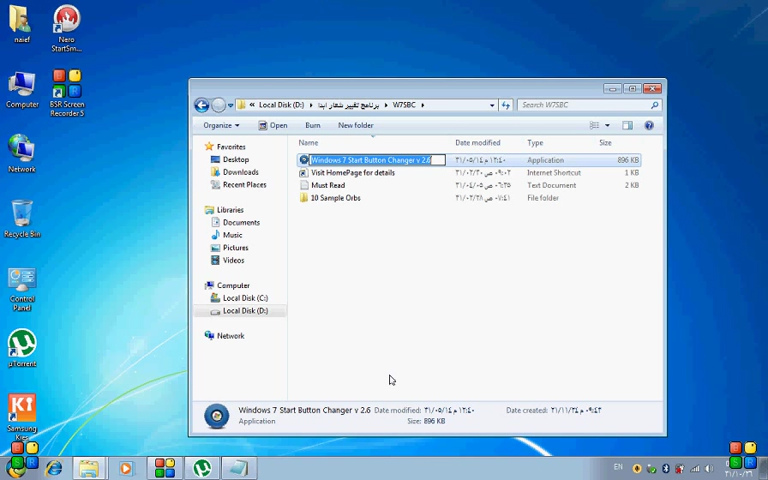 naief
Nero
StartSm...
Computer
BSR Screen
Recorder 5
Network
Recycle Bin
Control
Panel
uTorrent
Samsung
Kies
« Local Disk (D:) برنامج تغيير شعار ابدا W7SBC
Search W7SBC
Organize Open Burn New folder
Name Date modified Type Size
Favorites
Desktop
Downloads
Recent Places
Libraries
Documents
Music
Pictures
Videos
Computer
Local Disk (C:)
Local Disk (D:)
Network
Windows 7 Start Button Changer v 2.6 Application 896 KB
Visit HomePage for details Internet Shortcut 1 KB
Must Read Text Document 2 KB
10 Sample Orbs File folder
Windows 7 Start Button Changer v 2.6 Date modified: Date created:
Application Size: 896 KB
EN